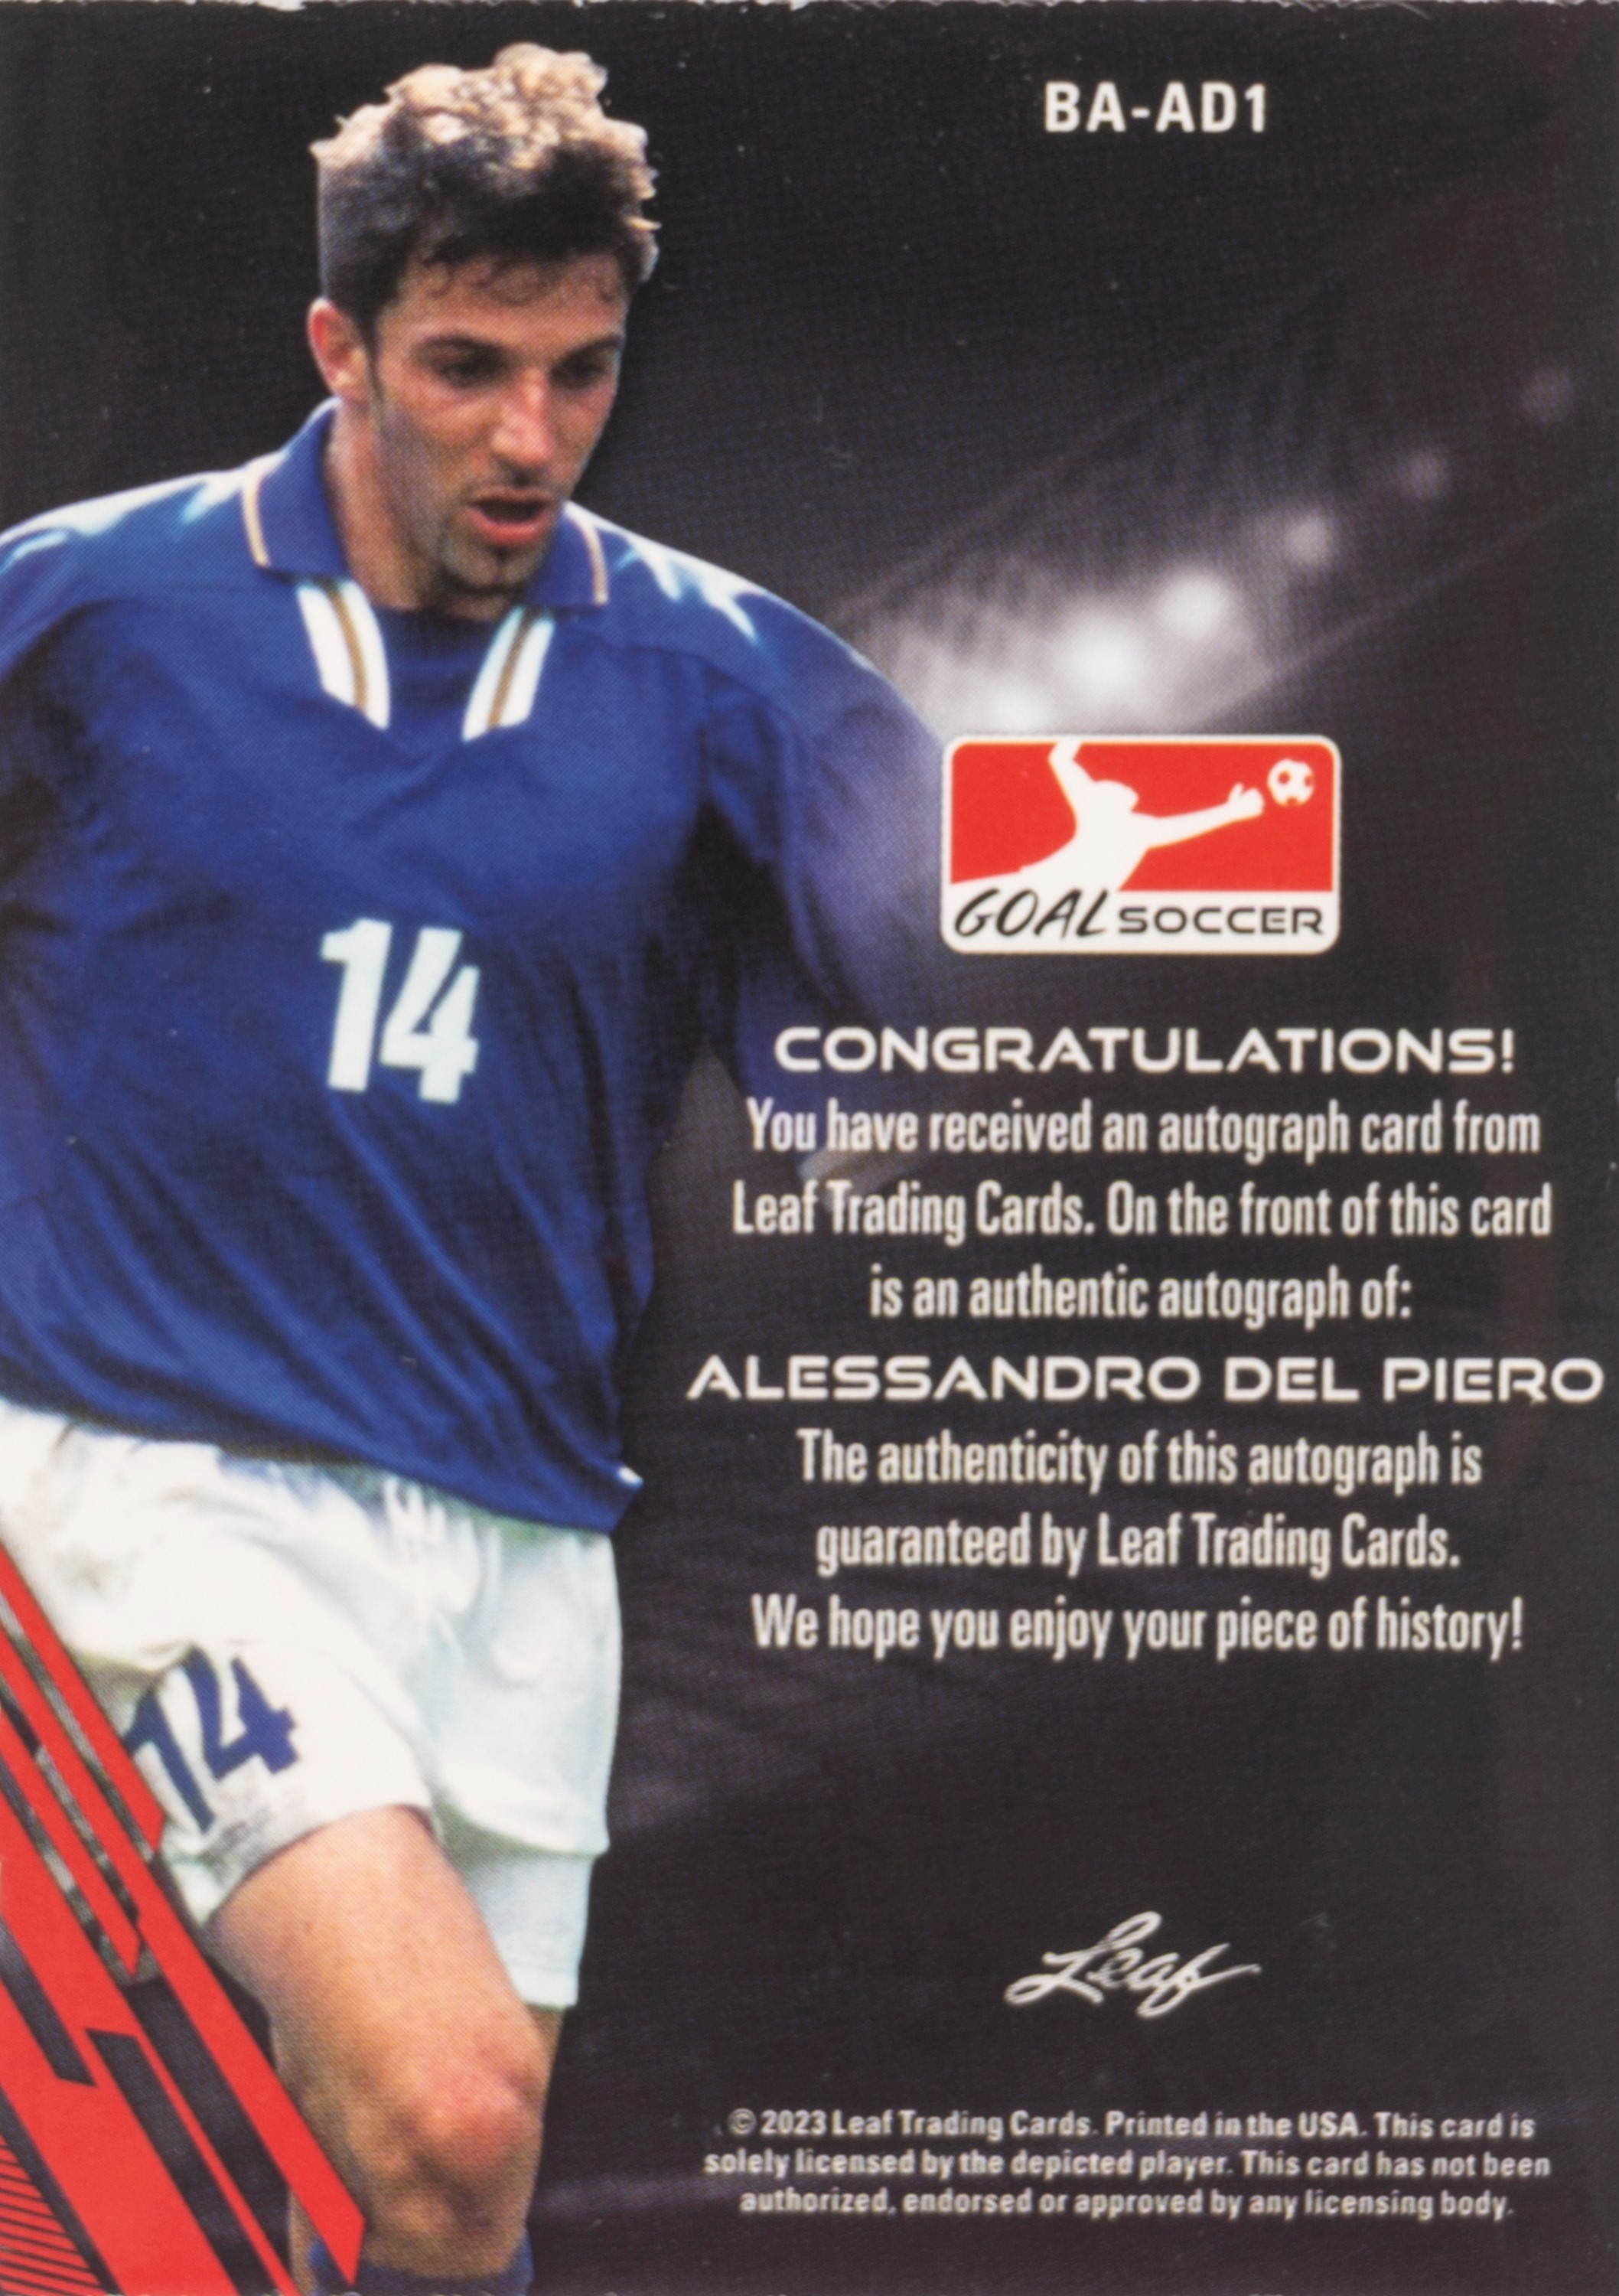 BA-AD1
GOAL SOCCER
14
CONGRATULATIONS!
You have received an autograph card from
Leaf Trading Cards. On the front of this card
is an authentic autograph of:
ALESSANDRO DEL PIERO
The authenticity of this autograph is
guaranteed by Leaf Trading Cards.
We hope you enjoy your piece of history!
14
Leaf
© 2023 Leaf Trading Cards. Printed in the USA. This card is
solely licensed by the depicted player. This card has not been
authorized, endorsed or approved by any licensing body.